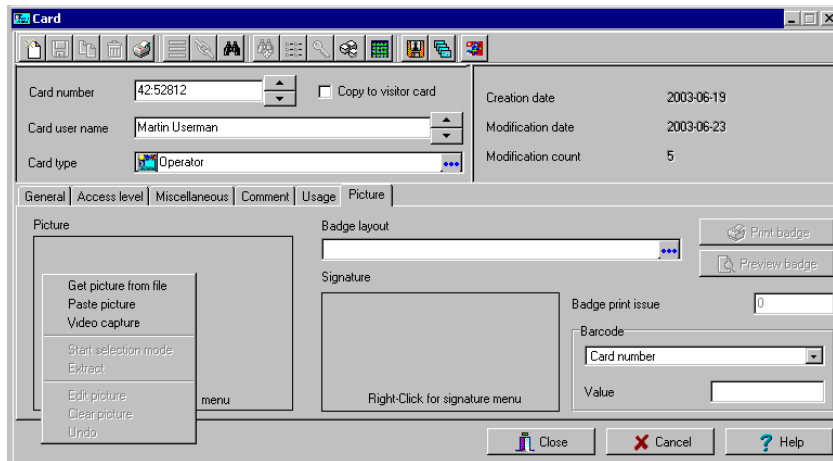 Card
Card number
42:52812
Copy to visitor card
Creation date
2003-06-19
Card user name
Martin Userman
Modification date
2003-06-23
Card type
Operator
Modification count
5
General
Access level
Miscellaneous
Comment
Usage
Picture
Picture
Badge layout
Print badge
Preview badge
Signature
Get picture from file
Paste picture
Video capture
Start selection mode
Extract
Edit picture
Clear picture
Undo
menu
Right-Click for signature menu
Badge print issue
0
Barcode
Card number
Value
Close
Cancel
Help